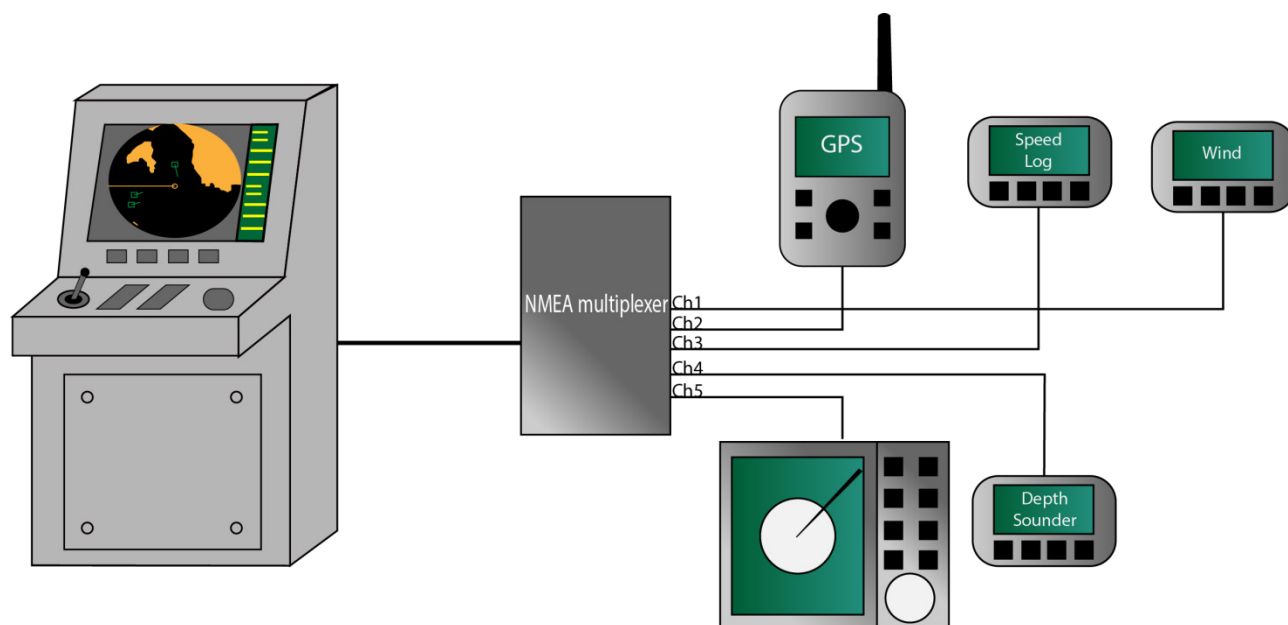 GPS
Speed
Log
Wind
NMEA multiplexer
Ch1
Ch2
Ch3
Ch4
Ch5
Depth
Sounder